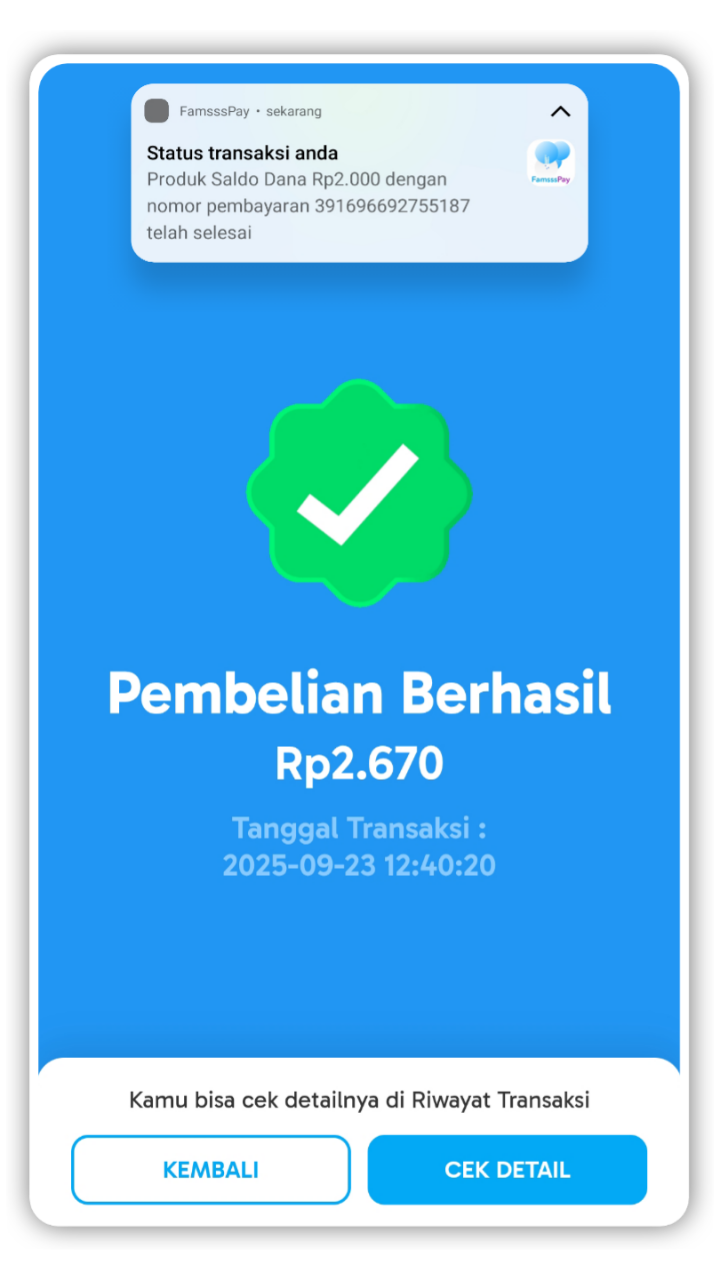 FamsssPay • sekarang
Status transaksi anda
Produk Saldo Dana Rp2.000 dengan
nomor pembayaran 391696692755187
telah selesai
FamsssPay
Pembelian Berhasil
Rp2.670
Tanggal Transaksi :
2025-09-23 12:40:20
Kamu bisa cek detailnya di Riwayat Transaksi
KEMBALI
CEK DETAIL